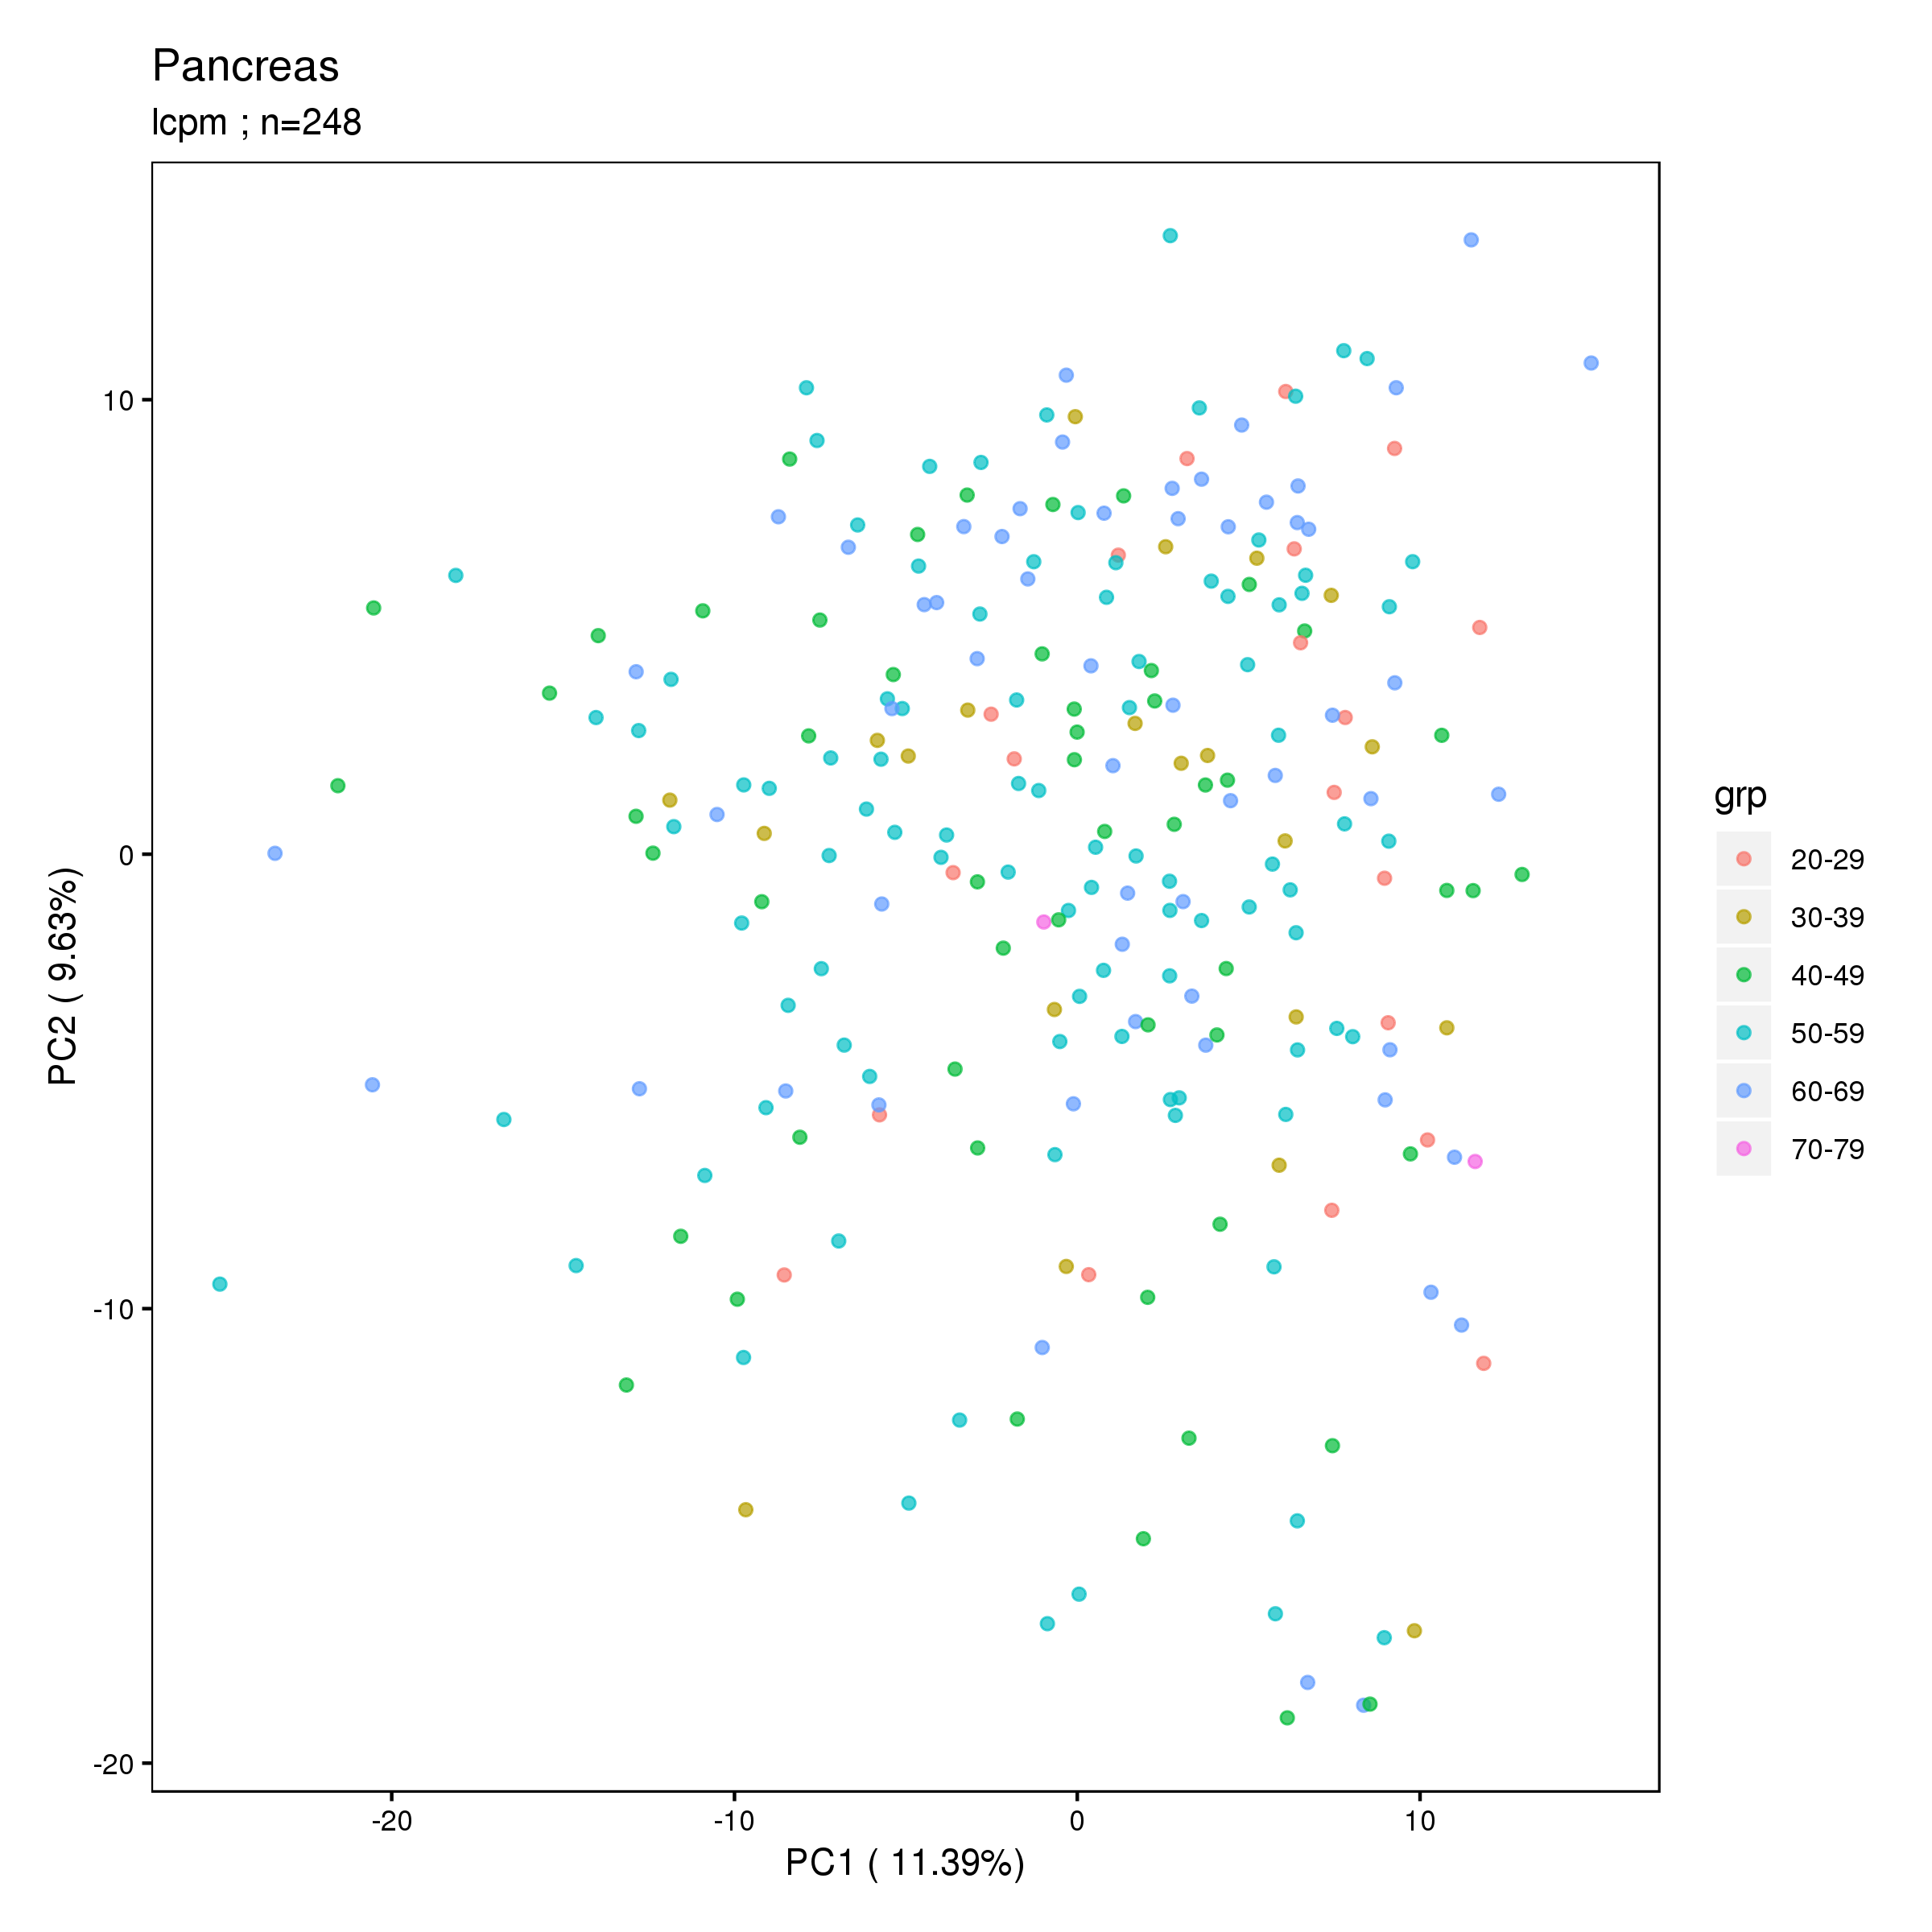 Pancreas
lcpm ; n=248
10
0
-10
-20
PC2 ( 9.63%)
-20
-10
0
10
PC1 ( 11.39%)
grp
20-29
30-39
40-49
50-59
60-69
70-79